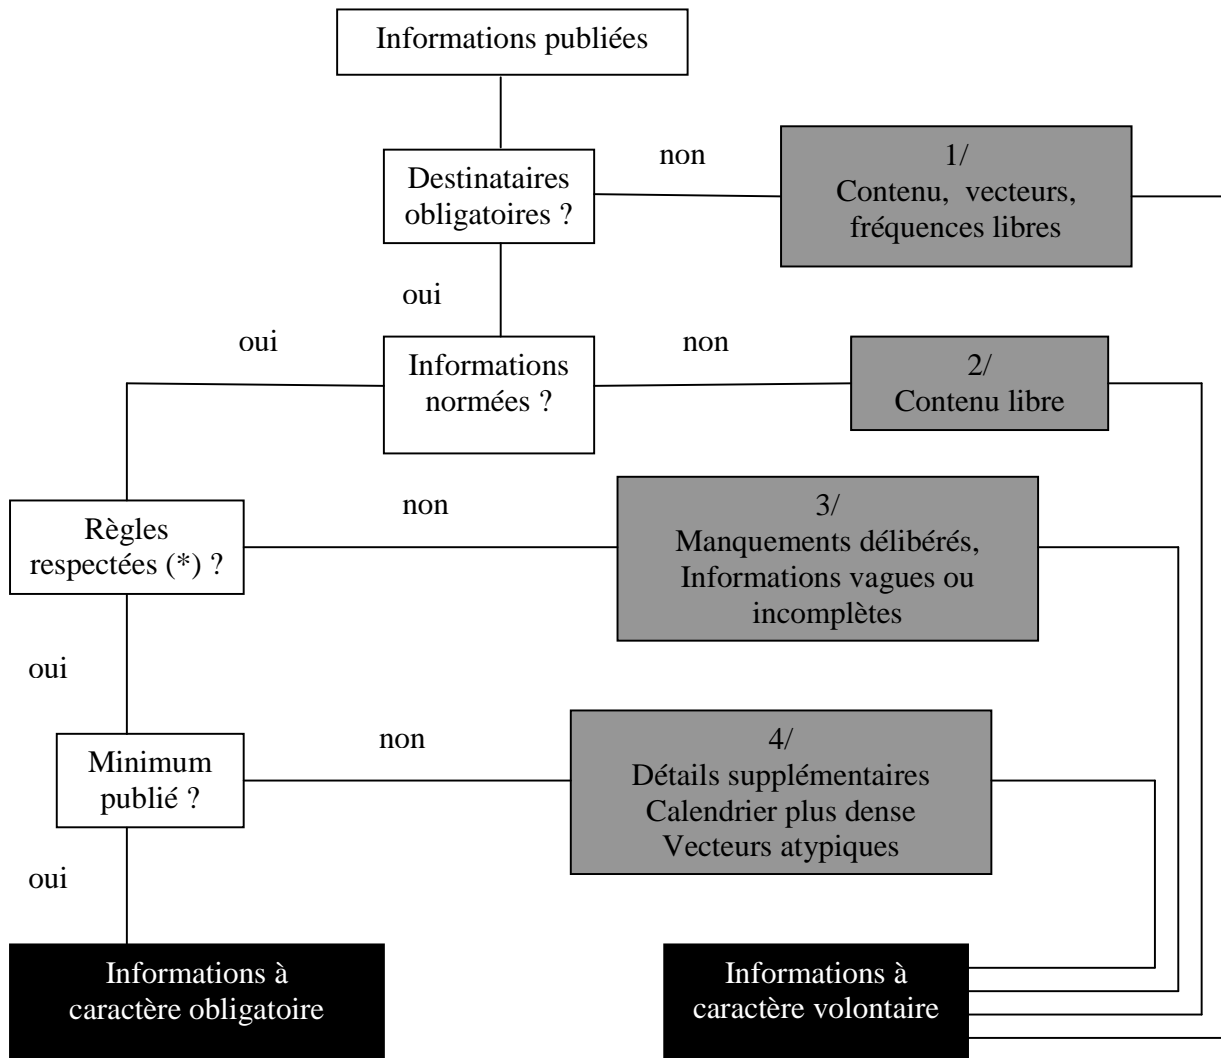 Informations publiées
non
1/
Destinataires
obligatoires ?
Contenu, vecteurs,
fréquences libres
oui
oui
non
Informations
normées ?
2/
Contenu libre
non
3/
Règles
respectées (*) ?
Manquements délibérés,
Informations vagues ou
incomplètes
oui
non
4/
Minimum
publié ?
Détails supplémentaires
Calendrier plus dense
Vecteurs atypiques
oui
Informations à
caractère obligatoire
Informations à
caractère volontaire